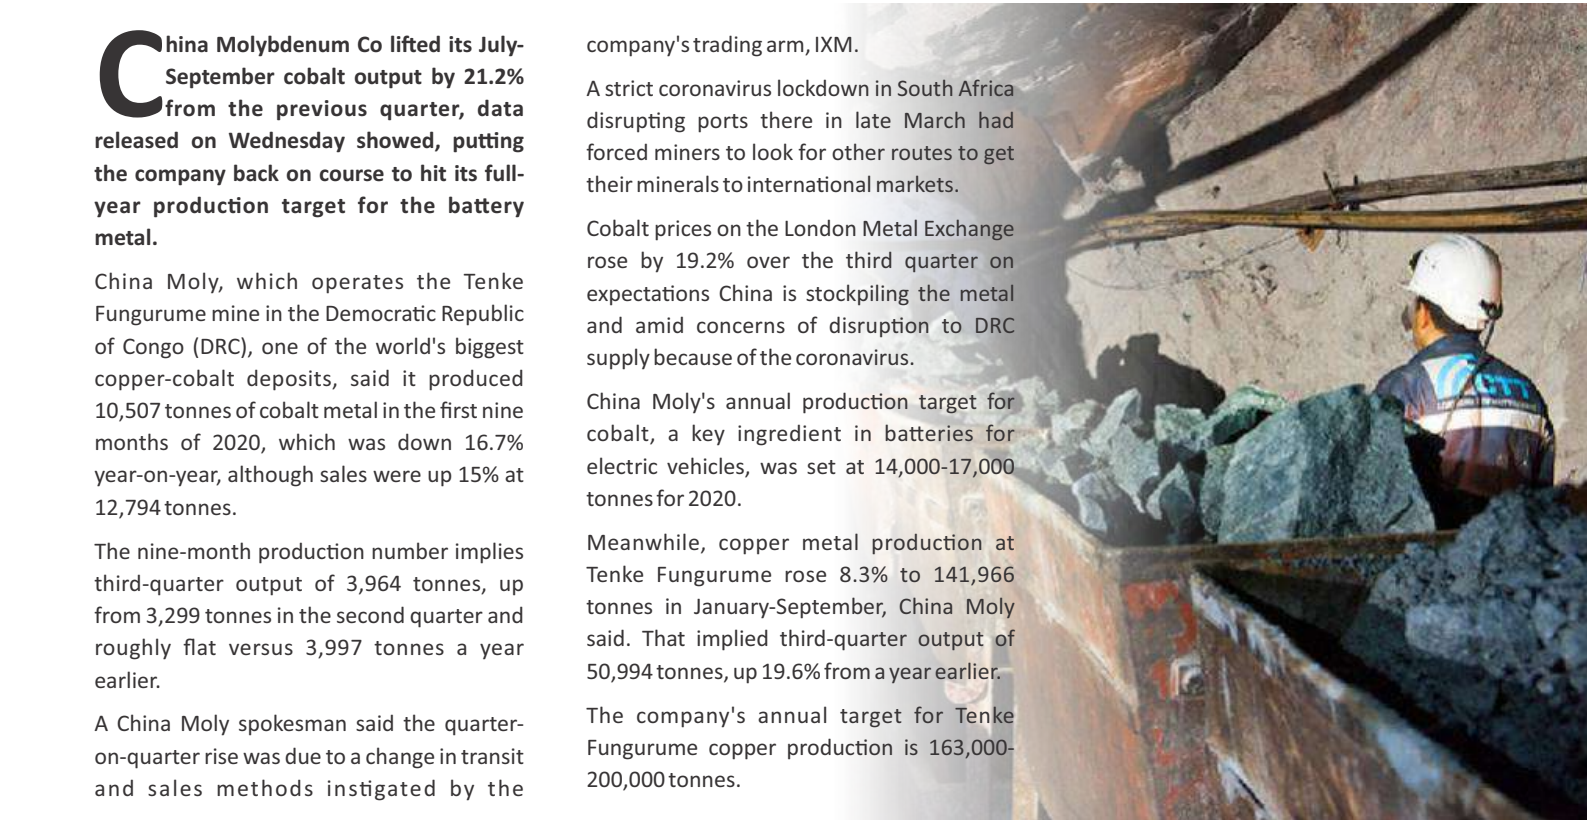 China Molybdenum Co lifted its July-
September cobalt output by 21.2%
from the previous quarter, data
released on Wednesday showed, putting
the company back on course to hit its full-
year production target for the battery
metal.
China Moly, which operates the Tenke
Fungurume mine in the Democratic Republic
of Congo (DRC), one of the world's biggest
copper-cobalt deposits, said it produced
10,507 tonnes of cobalt metal in the first nine
months of 2020, which was down 16.7%
year-on-year, although sales were up 15% at
12,794 tonnes.
The nine-month production number implies
third-quarter output of 3,964 tonnes, up
from 3,299 tonnes in the second quarter and
roughly flat versus 3,997 tonnes a year
earlier.
A China Moly spokesman said the quarter-
on-quarter rise was due to a change in transit
and sales methods instigated by the
company's trading arm, IXM.
A strict coronavirus lockdown in South Africa
disrupting ports there in late March had
forced miners to look for other routes to get
their minerals to international markets.
Cobalt prices on the London Metal Exchange
rose by 19.2% over the third quarter on
expectations China is stockpiling the metal
and amid concerns of disruption to DRC
supply because of the coronavirus.
China Moly's annual production target for
cobalt, a key ingredient in batteries for
electric vehicles, was set at 14,000-17,000
tonnes for 2020.
Meanwhile, copper metal production at
Tenke Fungurume rose 8.3% to 141,966
tonnes in January-September, China Moly
said. That implied third-quarter output of
50,994 tonnes, up 19.6% from a year earlier.
The company's annual target for Tenke
Fungurume copper production is 163,000-
200,000 tonnes.